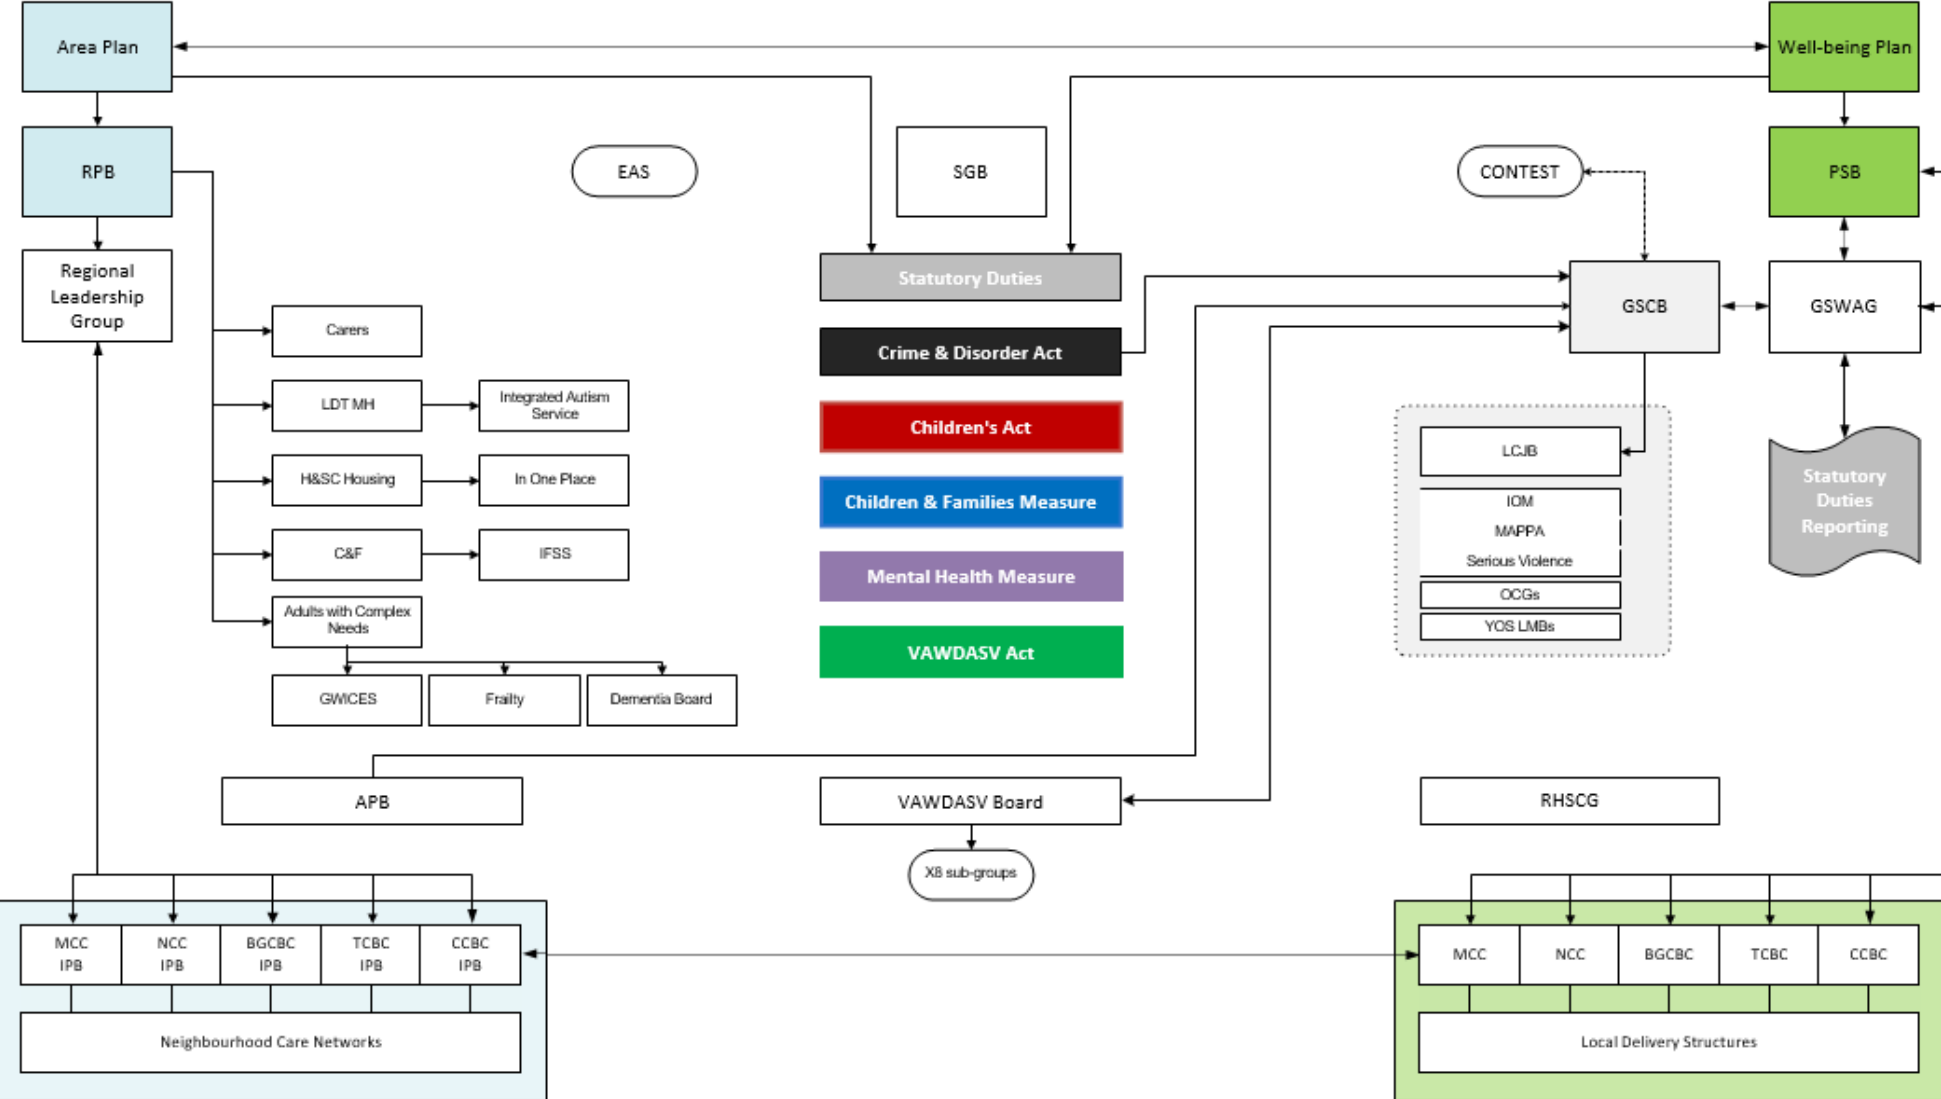 Area Plan
Well-being Plan
RPB
EAS
SGB
CONTEST
PSB
Regional
Leadership
Group
Statutory Duties
GSCB
GSWAG
Carers
Crime & Disorder Act
LDT MH
Integrated Autism
Service
Children's Act
LCJB
H&SC Housing
In One Place
Children & Families Measure
IOM
MAPPA
Serious Violence
Statutory
Duties
Reporting
C&F
IFSS
Mental Health Measure
OCGs
YOS LMBs
Adults with Complex
Needs
VAWDASV Act
GWICES
Frailty
Dementia Board
APB
VAWDASV Board
RHSCG
X8 sub-groups
MCC
IPB
NCC
IPB
BGCBC
IPB
TCBC
IPB
CCBC
IPB
MCC
NCC
BGCBC
TCBC
CCBC
Neighbourhood Care Networks
Local Delivery Structures